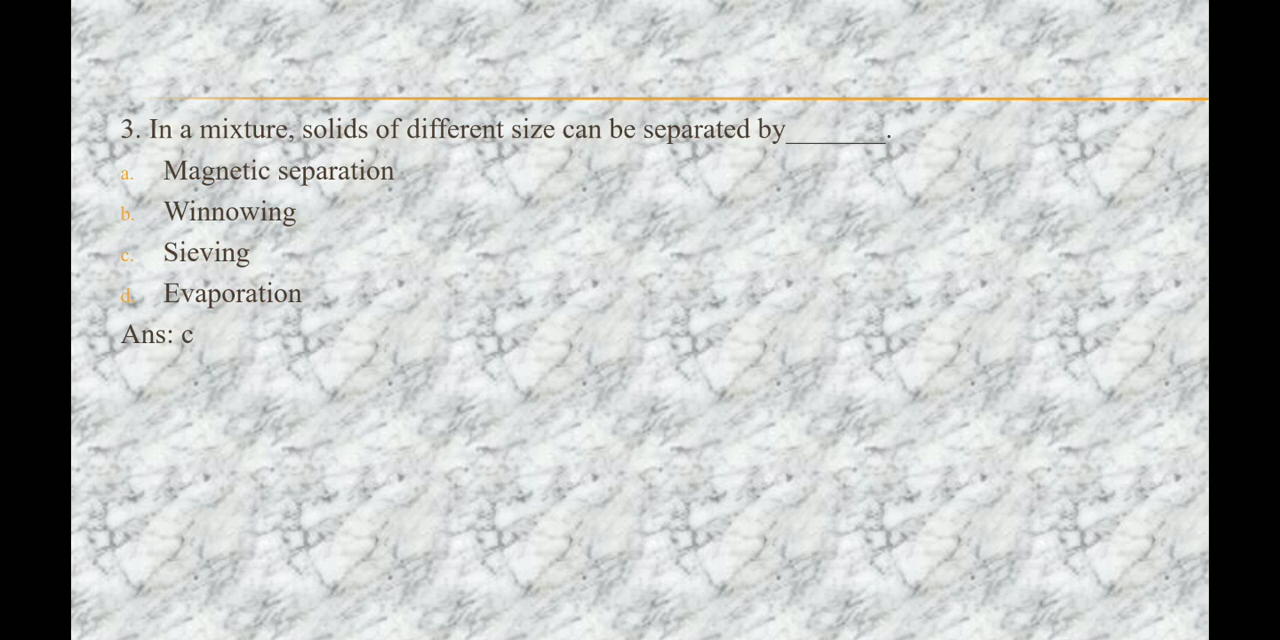 3. In a mixture, solids of different size can be separated by_______.
a. Magnetic separation
b. Winnowing
c. Sieving
d. Evaporation
Ans: c